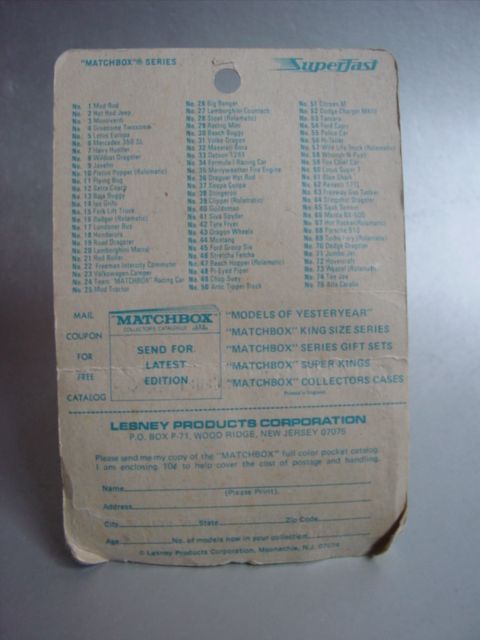 "MATCHBOX"® SERIES
Superfast
No. 1 Mod Rod
No. 2 Hot Rod Jeep
No. 3 Monteverdi
No. 4 Gruesome Twosome
No. 5 Lotus Europa
No. 6 Mercedes 350 SL
No. 7 Hairy Hustler
No. 8 Wildcat Dragster
No. 9 Javelin
No. 10 Piston Popper (Rolamatic)
No. 11 Flying Bug
No. 12 Setra Coach
No. 13 Baja Buggy
No. 14 Iso Grifo
No. 15 Fork Lift Truck
No. 16 Badger (Rolamatic)
No. 17 Londoner Bus
No. 18 Hondarora
No. 19 Road Dragster
No. 20 Lamborghini Marzal
No. 21 Rod Roller
No. 22 Freeman Intercity Commuter
No. 23 Volkswagen Camper
No. 24 Team "MATCHBOX" Racing Car
No. 25 Mod Tractor
No. 26 Big Banger
No. 27 Lamborghini Countach
No. 28 Stoat (Rolamatic)
No. 29 Racing Mini
No. 30 Beach Buggy
No. 31 Volks Dragon
No. 32 Maserati Bora
No. 33 Datsun 126X
No. 34 Formula 1 Racing Car
No. 35 Merryweather Fire Engine
No. 36 Draguar Hot Rod
No. 37 Soopa Coopa
No. 38
No. 39 Clipper (Rolamatic)
No. 40 Guildsman
No. 41 Siva Spyder
No. 42 Tyre Fryer
No. 43 Dragon Wheels
No. 44 Mustang
No. 45 Ford Group Six
No. 46 Stretcha Fetcha
No. 47 Beach Hopper (Rolamatic)
No. 48 Pi-Eyed Piper
No. 49 Chop Suey
No. 50 Artic Tipper Truck
No. 51 Citroen SM
No. 52 Dodge Charger MkIII
No. 53 Tanzara
No. 54 Ford Capri
No. 55 Police Car
No. 56 Hi-Tailer
No. 57 Wild Life Truck (Rolamatic)
No. 58 Whoosh-N-Push
No. 59 Fire Chief Car
No. 60 Lotus Super 7
No. 61 Blue Shark
No. 62 Renault 17TL
No. 63 Freeway Gas Tanker
No. 64 Slingshot Dragster
No. 65 Saab Sonnet
No. 66 Mazda RX 500
No. 67 Hot Rocker
No. 68 Porsche 910
No. 69 Turbo Fury (Rolamatic)
No. 70 Dodge Dragster
No. 71 Jumbo Jet
No. 72 Hovercraft
No. 73 Weasel (Rolamatic)
No. 74 Toe Joe
No. 75 Alfa Carabo
MAIL
COUPON
FOR
FREE
CATALOG
"MATCHBOX"
COLLECTOR'S CATALOGUE
SEND FOR
LATEST
EDITION
"MODELS OF YESTERYEAR"
"MATCHBOX" KING SIZE SERIES
"MATCHBOX" SERIES GIFT SETS
"MATCHBOX" SUPER KINGS
"MATCHBOX" COLLECTORS CASES
Printed in England
LESNEY PRODUCTS CORPORATION
P.O. BOX P-71, WOOD RIDGE, NEW JERSEY 07075
Please send me my copy of the "MATCHBOX" full color pocket catalog.
I am enclosing 10¢ to help cover the cost of postage and handling.
Name
(Please Print)
Address
City State Zip Code
Age No. of models now in your collection
© Lesney Products Corporation, Moonachie, N.J. 07074